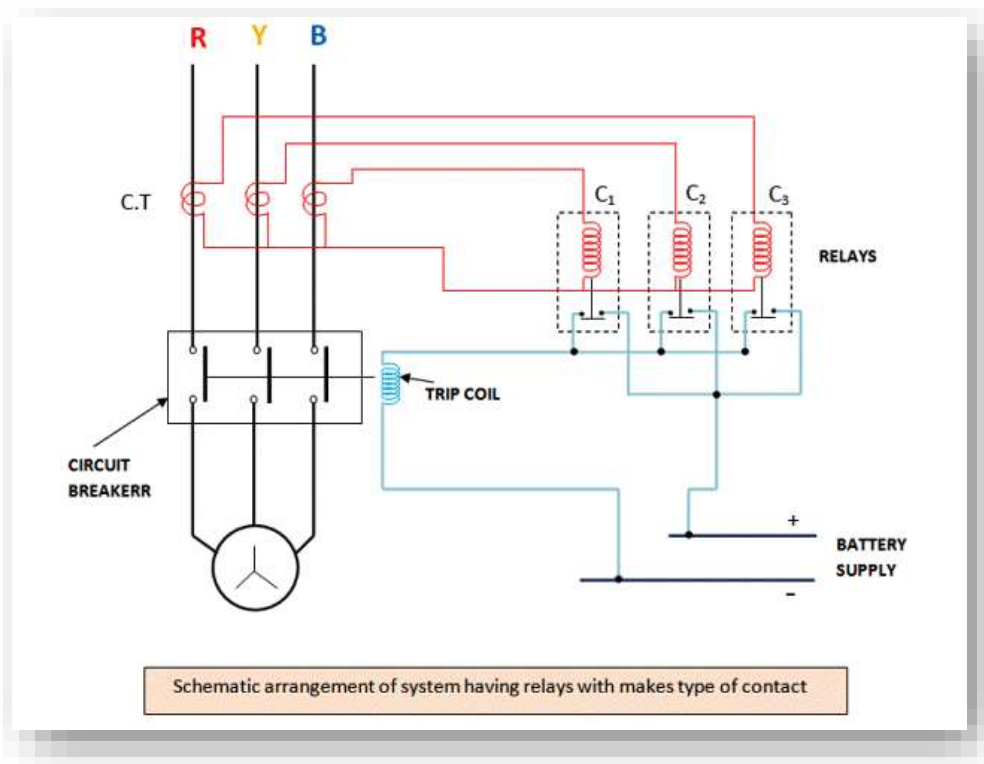 R Y B
C.T
C1 C2 C3
RELAYS
TRIP COIL
CIRCUIT
BREAKERR
+
BATTERY
SUPPLY
–
Schematic arrangement of system having relays with makes type of contact